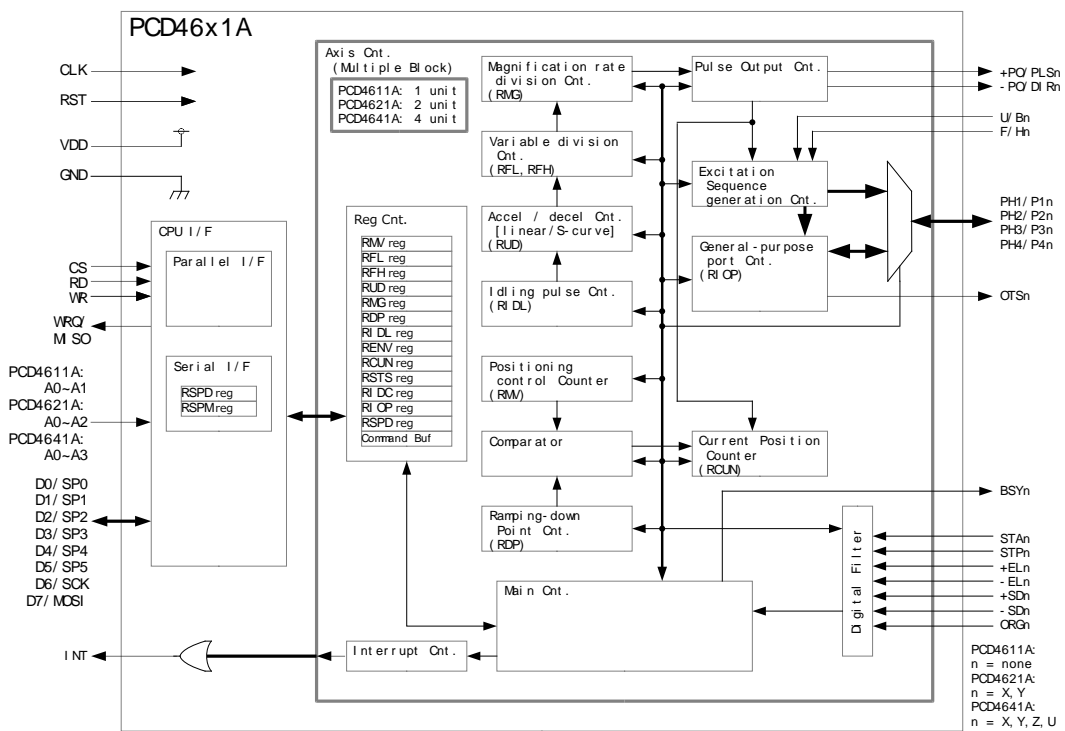 PCD46x1A
CLK
RST
VDD
GND
CS
RD
WR
WRQ/
MISO
PCD4611A:
A0~A1
PCD4621A:
A0~A2
PCD4641A:
A0~A3
D0/SP0
D1/SP1
D2/SP2
D3/SP3
D4/SP4
D5/SP5
D6/SCK
D7/MOSI
INT
CPU I/F
Parallel I/F
Serial I/F
RSPD reg
RSPM reg
Axis Cnt.
(Multiple Block)
PCD4611A: 1 unit
PCD4621A: 2 unit
PCD4641A: 4 unit
Reg Cnt.
RMV reg
RFL reg
RFH reg
RUD reg
RMG reg
RDP reg
RIDL reg
RENV reg
RCUN reg
RSTS reg
RIDC reg
RIOP reg
RSPD reg
Command Buf
Interrupt Cnt.
Magnification rate
division Cnt.
(RMG)
Variable division
Cnt.
(RFL, RFH)
Accel / decel Cnt.
[linear/S-curve]
(RUD)
Idling pulse Cnt.
(RIDL)
Positioning
control Counter
(RMV)
Comparator
Ramping-down
Point Cnt.
(RDP)
Main Cnt.
Pulse Output Cnt.
Excitation
Sequence
generation Cnt.
General-purpose
port Cnt.
(RIOP)
Current Position
Counter
(RCUN)
Digital Filter
+PO/PLSn
-PO/DIRn
U/Bn
F/Hn
PH1/P1n
PH2/P2n
PH3/P3n
PH4/P4n
OTSn
BSYn
STAn
STPn
+ELn
-ELn
+SDn
-SDn
ORGn
PCD4611A:
n = none
PCD4621A:
n = X, Y
PCD4641A:
n = X, Y, Z, U